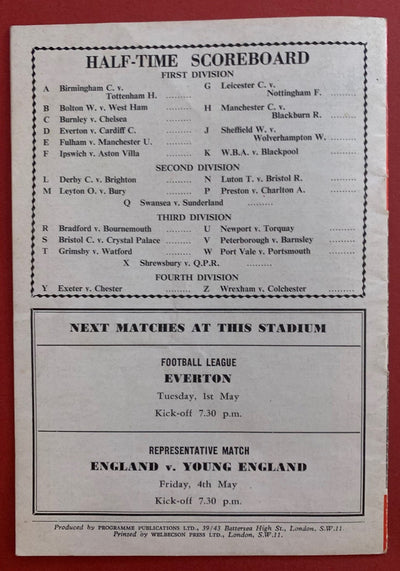 HALF-TIME SCOREBOARD
FIRST DIVISION
A Birmingham C. v. Tottenham H. .........
G Leicester C. v. Nottingham F. .........
B Bolton W. v. West Ham .........
H Manchester C. v. Blackburn R. .........
C Burnley v. Chelsea .........
D Everton v. Cardiff C. .........
J Sheffield W. v. Wolverhampton W. .........
E Fulham v. Manchester U. .........
F Ipswich v. Aston Villa .........
K W.B.A. v. Blackpool .........
SECOND DIVISION
L Derby C. v. Brighton .........
N Luton T. v. Bristol R. .........
M Leyton O. v. Bury .........
P Preston v. Charlton A. .........
Q Swansea v. Sunderland .........
THIRD DIVISION
R Bradford v. Bournemouth .........
U Newport v. Torquay .........
S Bristol C. v. Crystal Palace .........
V Peterborough v. Barnsley .........
T Grimsby v. Watford .........
W Port Vale v. Portsmouth .........
X Shrewsbury v. Q.P.R. .........
FOURTH DIVISION
Y Exeter v. Chester .........
Z Wrexham v. Colchester .........
NEXT MATCHES AT THIS STADIUM
FOOTBALL LEAGUE
EVERTON
Tuesday, 1st May
Kick-off 7.30 p.m.
REPRESENTATIVE MATCH
ENGLAND v. YOUNG ENGLAND
Friday, 4th May
Kick-off 7.30 p.m.
Produced by PROGRAMME PUBLICATIONS LTD., 39/43 Battersea High St., London, S.W.11
Printed by WELBECSON PRESS LTD., London, S.W.11.